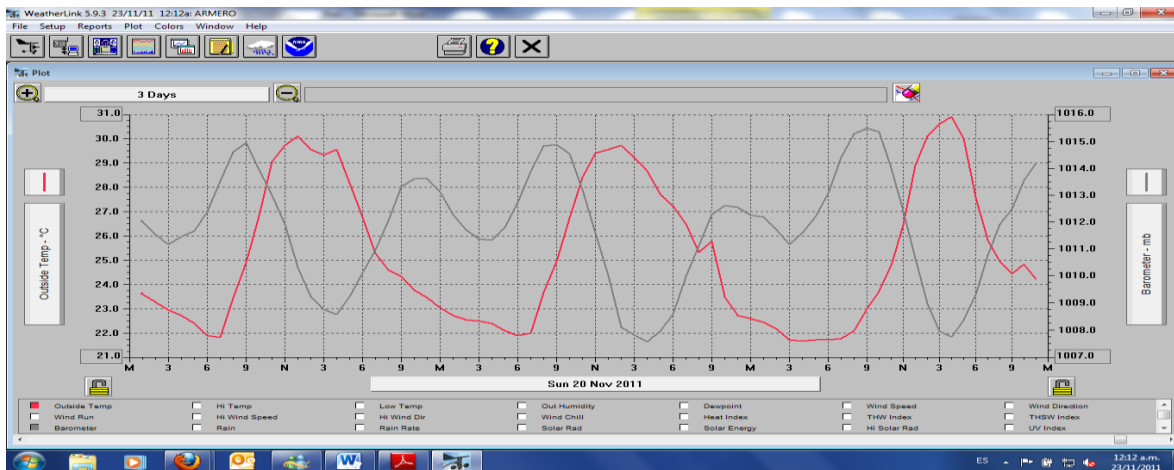 WeatherLink 5.9.3 23/11/11 12:12a: ARMERO
File Setup Reports Plot Colors Window Help
Plot
3 Days
31.0 1016.0
30.0 1015.0
29.0 1014.0
28.0 1013.0
27.0 1012.0
26.0 1011.0
25.0 1010.0
24.0 1009.0
23.0 1008.0
22.0
21.0 1007.0
Outside Temp - °C
Barometer - mb
M 3 6 9 N 3 6 9 M 3 6 9 N 3 6 9 M 3 6 9 N 3 6 9 M
Sun 20 Nov 2011
Outside Temp Hi Temp Low Temp Out Humidity Dewpoint Wind Speed Wind Direction
Wind Run Hi Wind Speed Hi Wind Dir Wind Chill Heat Index THW Index THSW Index
Barometer Rain Rain Rate Solar Rad Solar Energy Hi Solar Rad UV Index
ES 12:12 a.m.
23/11/2011